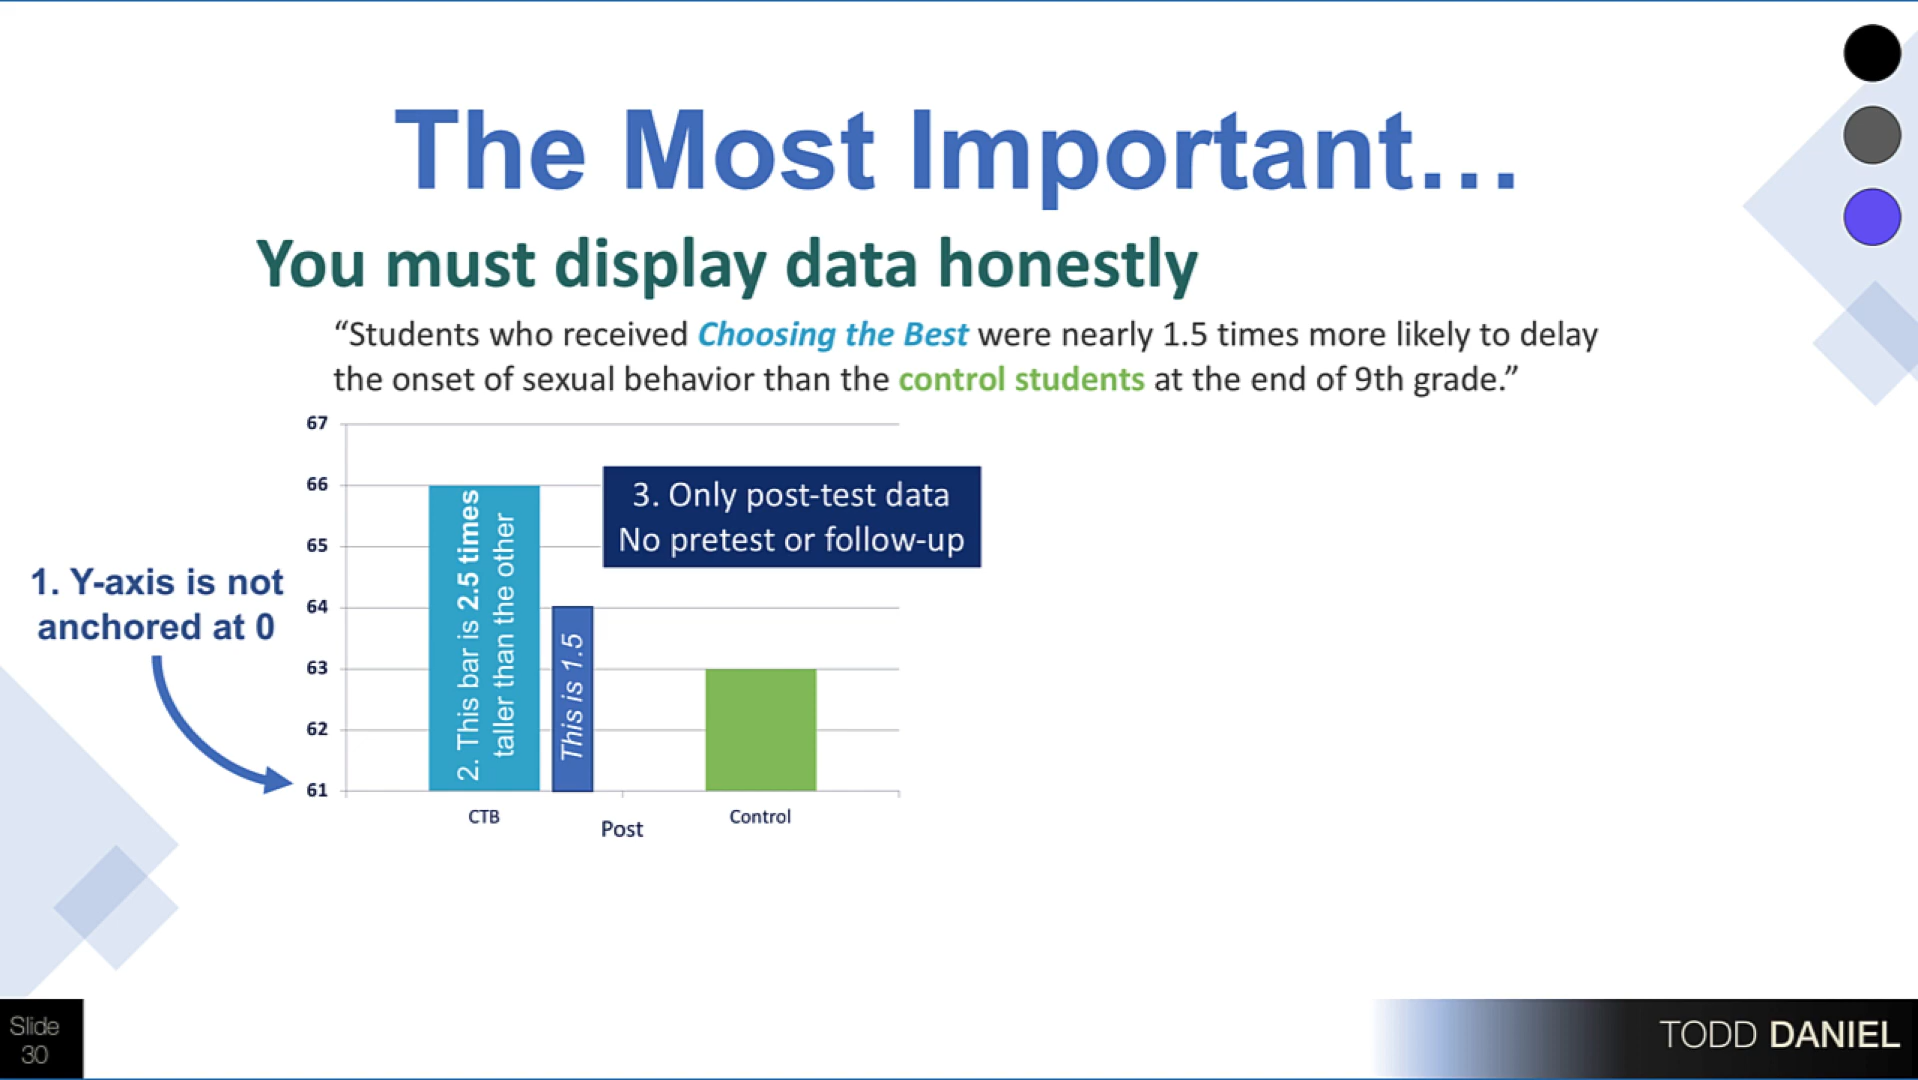 The Most Important...
You must display data honestly
“Students who received Choosing the Best were nearly 1.5 times more likely to delay
the onset of sexual behavior than the control students at the end of 9th grade.”
1. Y-axis is not
anchored at 0
67
66
65
64
63
62
61
2. This bar is 2.5 times
taller than the other
This is 1.5
3. Only post-test data
No pretest or follow-up
CTB
Control
Post
Slide
30
TODD DANIEL